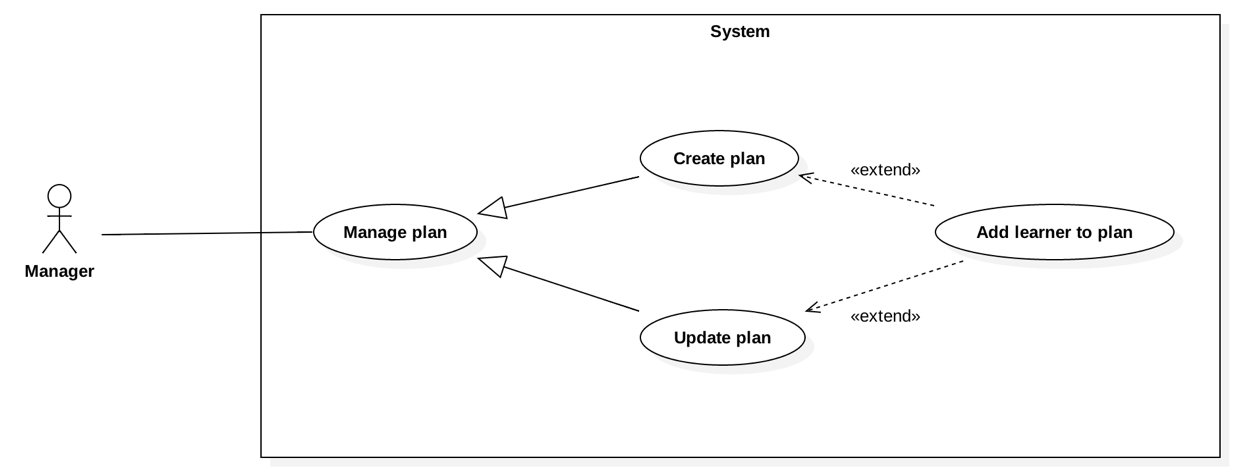 System
Create plan
«extend»
Manage plan
Add learner to plan
Manager
«extend»
Update plan